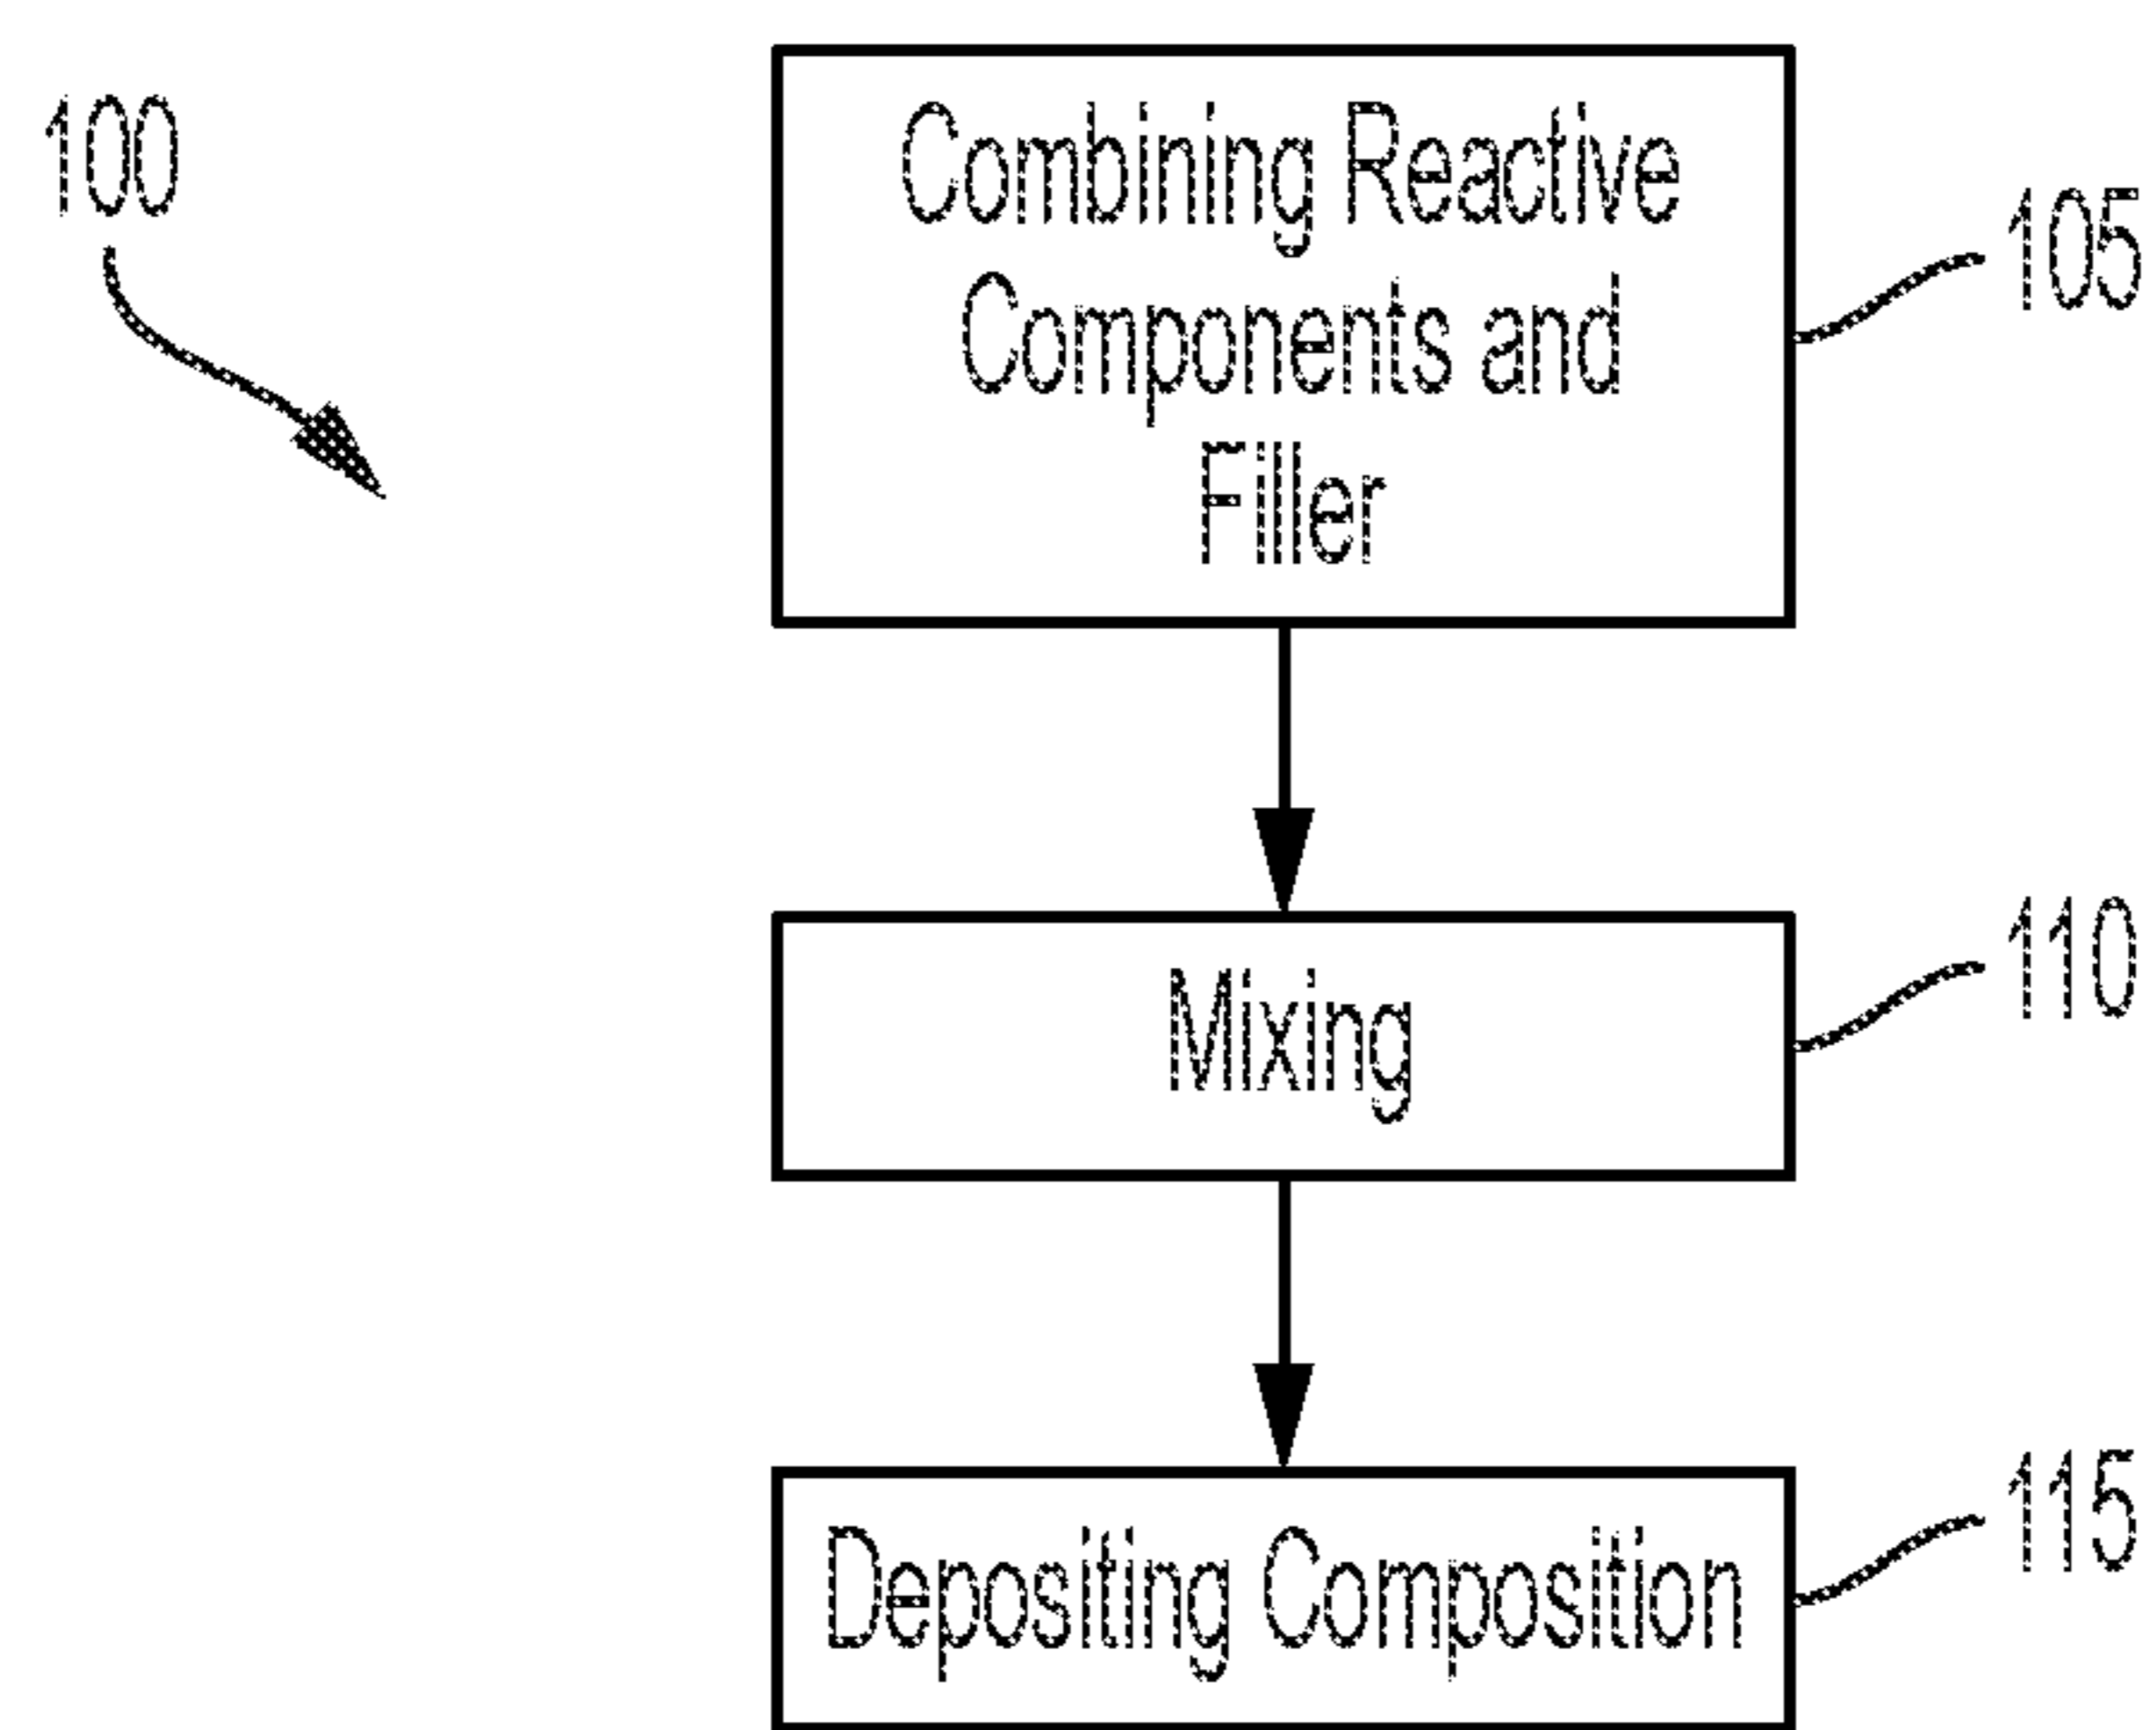 100
Combining Reactive
Components and
Filler
105
Mixing
110
Depositing Composition
115